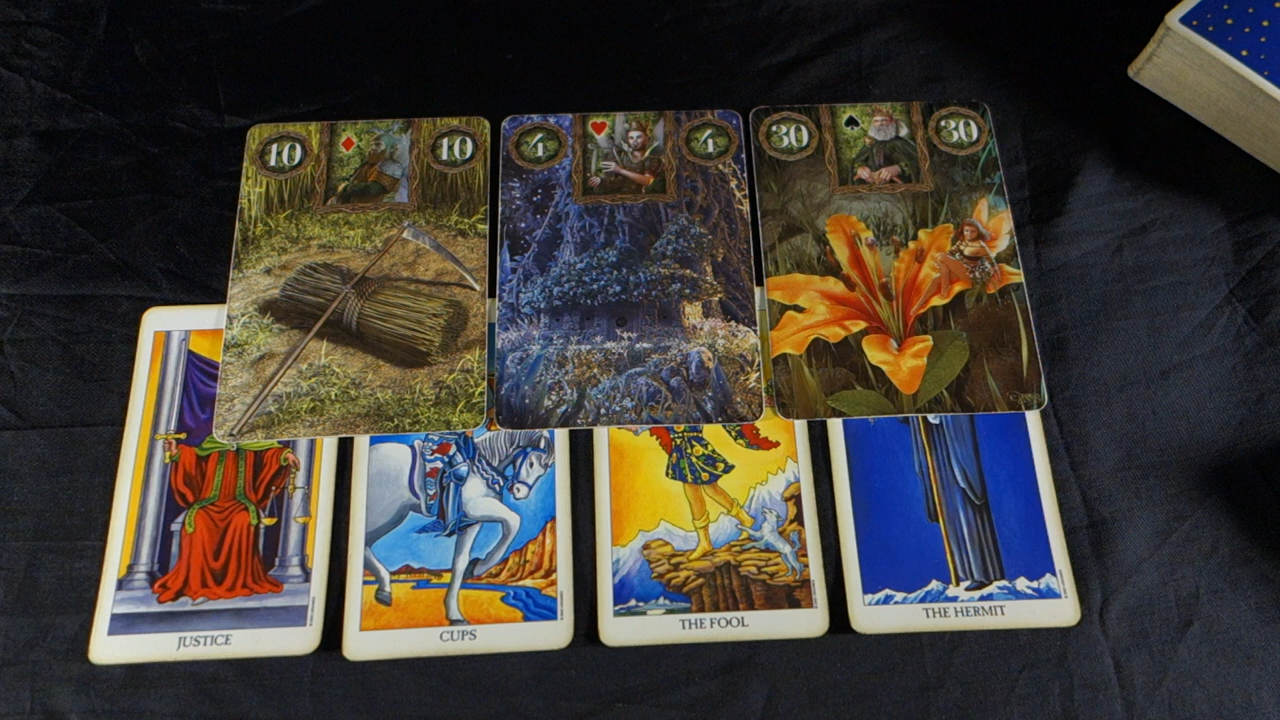 10 10
4 4
30 30
JUSTICE
CUPS
THE FOOL
THE HERMIT